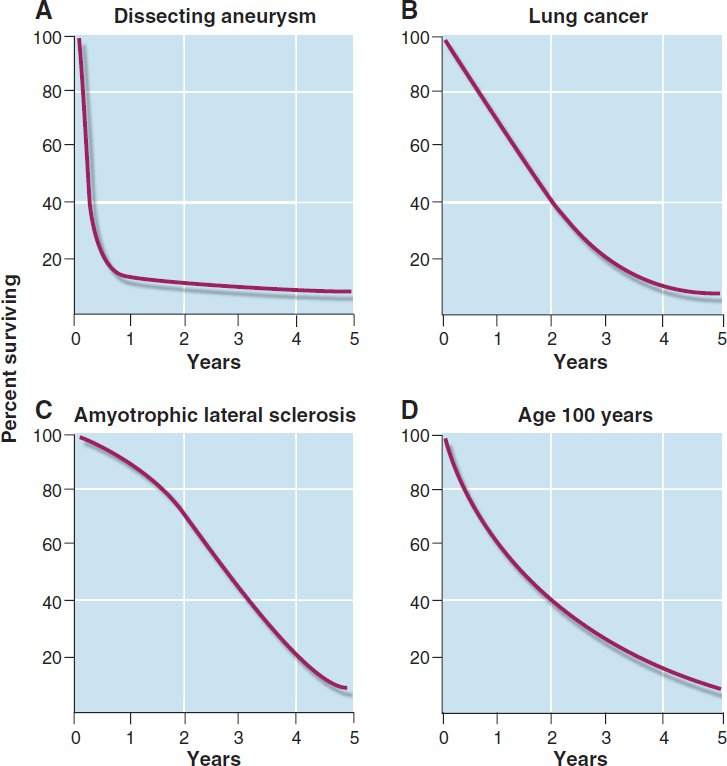 A Dissecting aneurysm
100
80
60
40
20
0 1 2 3 4 5
Years
B Lung cancer
100
80
60
40
20
0 1 2 3 4 5
Years
Percent surviving
C Amyotrophic lateral sclerosis
100
80
60
40
20
0 1 2 3 4 5
Years
D Age 100 years
100
80
60
40
20
0 1 2 3 4 5
Years